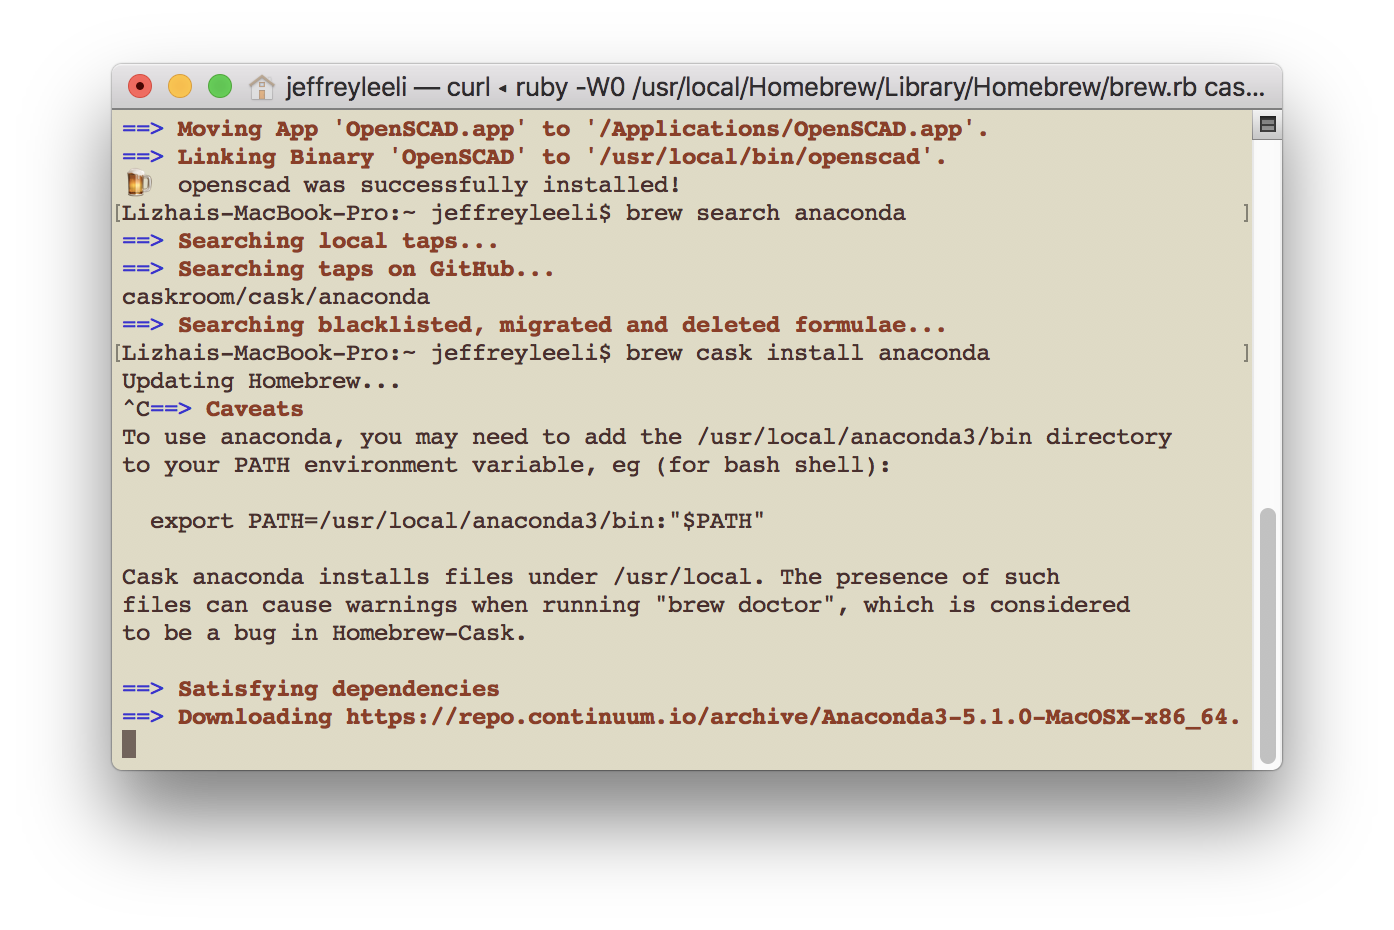 jeffreyleeli — curl ◂ ruby -W0 /usr/local/Homebrew/Library/Homebrew/brew.rb cas...
==> Moving App 'OpenSCAD.app' to '/Applications/OpenSCAD.app'.
==> Linking Binary 'OpenSCAD' to '/usr/local/bin/openscad'.
🍺  openscad was successfully installed!
[Lizhais-MacBook-Pro:~ jeffreyleeli$ brew search anaconda ]
==> Searching local taps...
==> Searching taps on GitHub...
caskroom/cask/anaconda
==> Searching blacklisted, migrated and deleted formulae...
[Lizhais-MacBook-Pro:~ jeffreyleeli$ brew cask install anaconda ]
Updating Homebrew...
^C==> Caveats
To use anaconda, you may need to add the /usr/local/anaconda3/bin directory
to your PATH environment variable, eg (for bash shell):
  export PATH=/usr/local/anaconda3/bin:"$PATH"
Cask anaconda installs files under /usr/local. The presence of such
files can cause warnings when running "brew doctor", which is considered
to be a bug in Homebrew-Cask.
==> Satisfying dependencies
==> Downloading https://repo.continuum.io/archive/Anaconda3-5.1.0-MacOSX-x86_64.